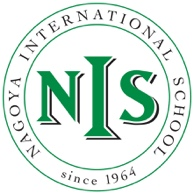 NAGOYA INTERNATIONAL SCHOOL
NIS
since 1964